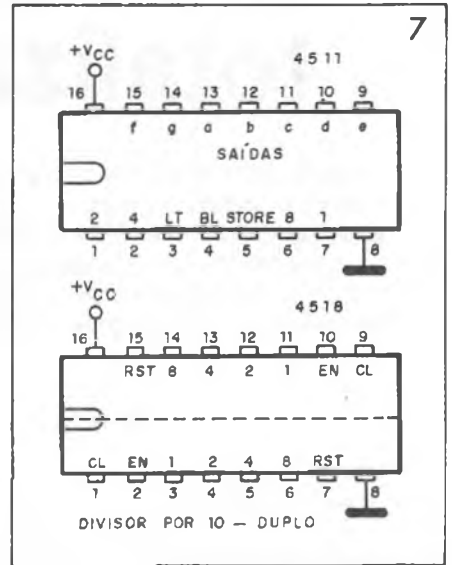 7
+VCC
4511
16 15 14 13 12 11 10 9
f g a b c d e
SAÍDAS
2 4 LT BL STORE 8 1
1 2 3 4 5 6 7 8
+VCC
4518
16 15 14 13 12 11 10 9
RST 8 4 2 1 EN CL
CL EN 1 2 4 8 RST
1 2 3 4 5 6 7 8
DIVISOR POR 10 - DUPLO